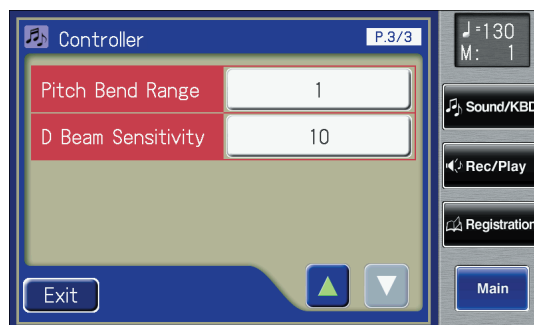 Controller
P.3/3
Pitch Bend Range 1
D Beam Sensitivity 10
Exit
♩=130
M: 1
Sound/KBD
Rec/Play
Registration
Main